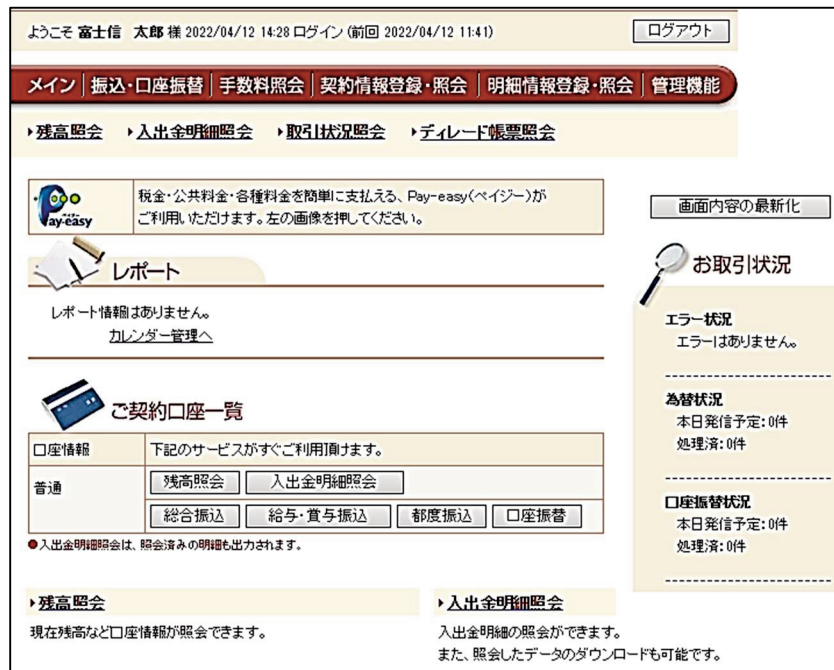 ようこそ 富士信 太郎 様 2022/04/12 14:28 ログイン (前回 2022/04/12 11:41)
ログアウト
メイン 振込・口座振替 手数料照会 契約情報登録・照会 明細情報登録・照会 管理機能
残高照会 入出金明細照会 取引状況照会 ディレード帳票照会
Pay-easy
税金・公共料金・各種料金を簡単に支払える、Pay-easy(ペイジー)が
ご利用いただけます。左の画像を押してください。
画面内容の最新化
レポート
レポート情報はありません。
カレンダー管理へ
お取引状況
エラー状況
エラーはありません。
為替状況
本日発信予定:0件
処理済:0件
口座振替状況
本日発信予定:0件
処理済:0件
ご契約口座一覧
口座情報 下記のサービスがすぐご利用頂けます。
普通 残高照会 入出金明細照会
総合振込 給与・賞与振込 都度振込 口座振替
●入出金明細照会は、照会済みの明細も出力されます。
残高照会
現在残高など口座情報が照会できます。
入出金明細照会
入出金明細の照会ができます。
また、照会したデータのダウンロードも可能です。